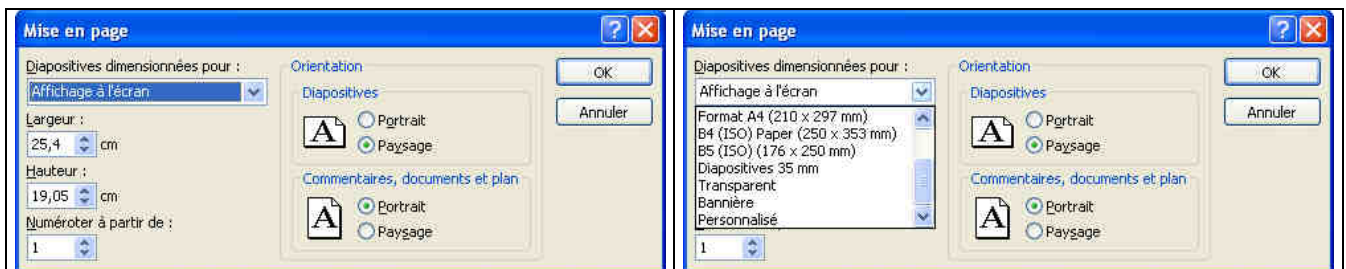 Mise en page
Diapositives dimensionnées pour :
Affichage à l'écran
Largeur :
25,4 cm
Hauteur :
19,05 cm
Numéroter à partir de :
1
Orientation
Diapositives
A
Portrait
Paysage
Commentaires, documents et plan
A
Portrait
Paysage
OK
Annuler
Mise en page
Diapositives dimensionnées pour :
Affichage à l'écran
Format A4 (210 x 297 mm)
B4 (ISO) Paper (250 x 353 mm)
B5 (ISO) (176 x 250 mm)
Diapositives 35 mm
Transparent
Bannière
Personnalisé
1
Orientation
Diapositives
A
Portrait
Paysage
Commentaires, documents et plan
A
Portrait
Paysage
OK
Annuler